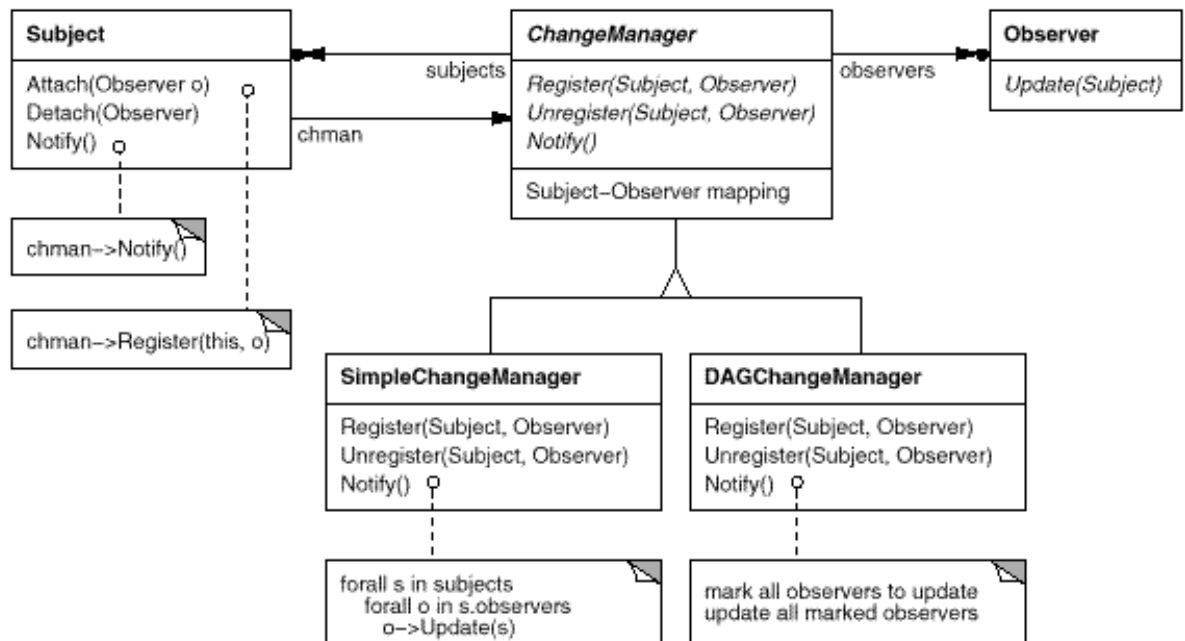 Subject
Attach(Observer o)
Detach(Observer)
Notify()
chman->Notify()
chman->Register(this, o)
subjects
chman
ChangeManager
Register(Subject, Observer)
Unregister(Subject, Observer)
Notify()
Subject-Observer mapping
observers
Observer
Update(Subject)
SimpleChangeManager
Register(Subject, Observer)
Unregister(Subject, Observer)
Notify()
forall s in subjects
forall o in s.observers
o->Update(s)
DAGChangeManager
Register(Subject, Observer)
Unregister(Subject, Observer)
Notify()
mark all observers to update
update all marked observers